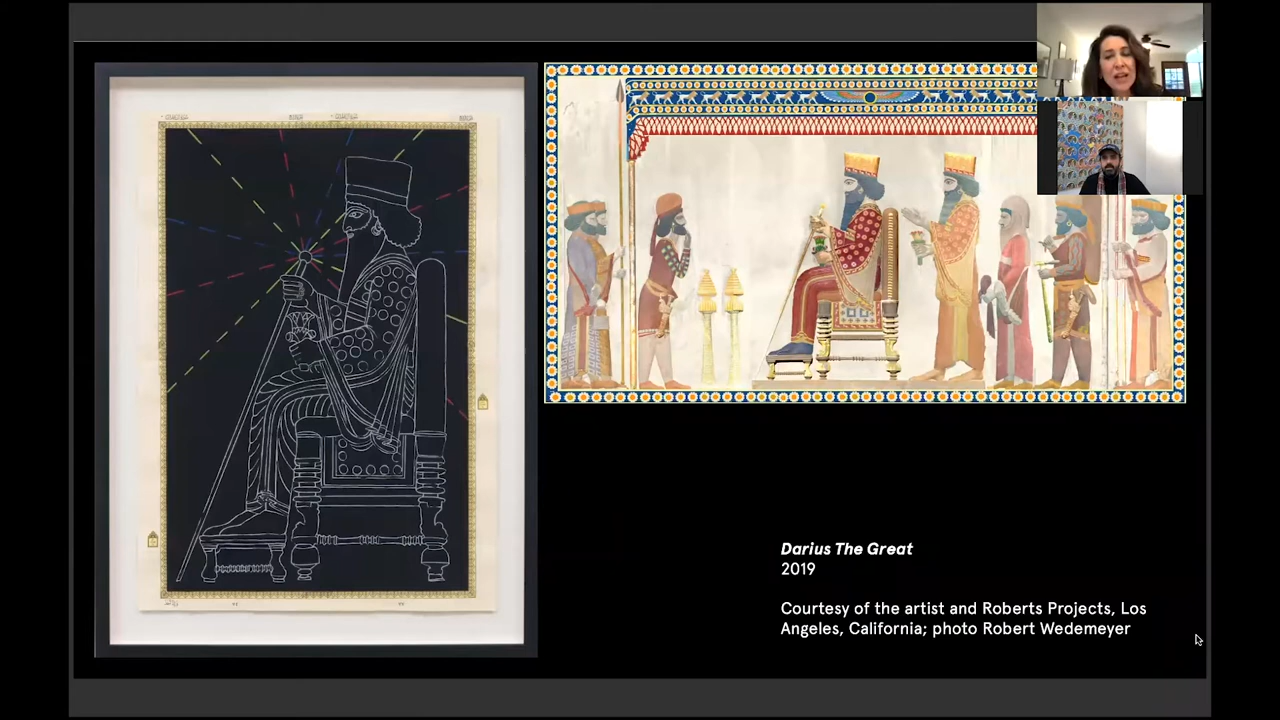 Darius The Great
2019
Courtesy of the artist and Roberts Projects, Los
Angeles, California; photo Robert Wedemeyer